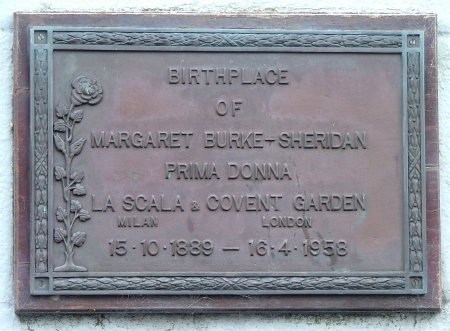 BIRTHPLACE
OF
MARGARET BURKE-SHERIDAN
PRIMA DONNA
LA SCALA & COVENT GARDEN
MILAN LONDON
15·10·1889 — 16·4·1958